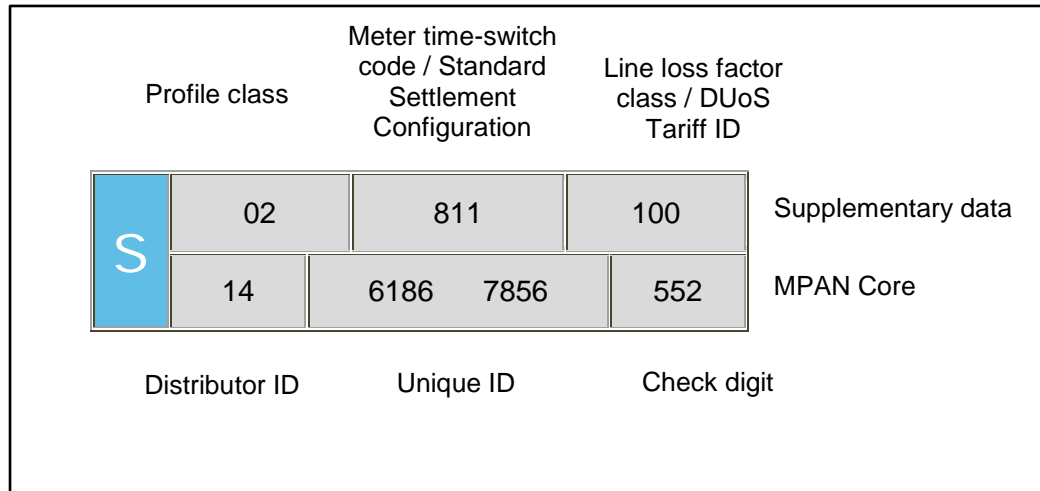 Profile class
Meter time-switch
code / Standard
Settlement
Configuration
Line loss factor
class / DUoS
Tariff ID
S
02 811 100
Supplementary data
14 6186 7856 552
MPAN Core
Distributor ID
Unique ID
Check digit